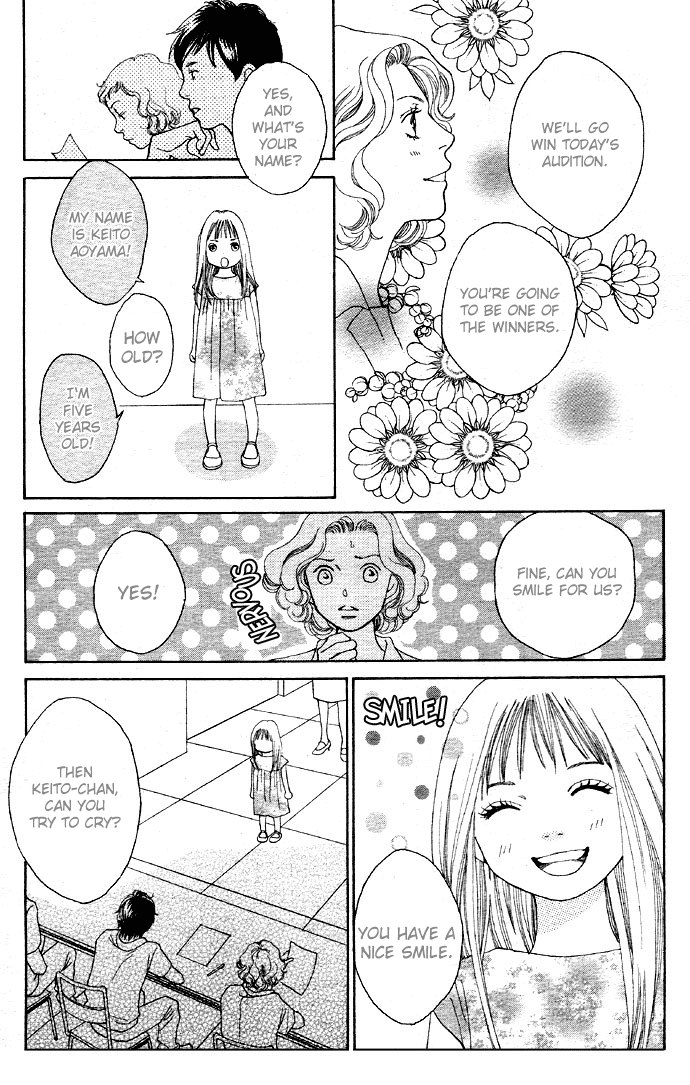 WE'LL GO
WIN TODAY'S
AUDITION.
YOU'RE GOING
TO BE ONE OF
THE WINNERS.
YES,
AND
WHAT'S
YOUR
NAME?
MY NAME
IS KEITO
AOYAMA!
HOW
OLD?
I'M
FIVE
YEARS
OLD!
FINE, CAN YOU
SMILE FOR US?
NERVOUS
YES!
SMILE!
YOU HAVE A
NICE SMILE.
THEN
KEITO-CHAN,
CAN YOU
TRY TO CRY?